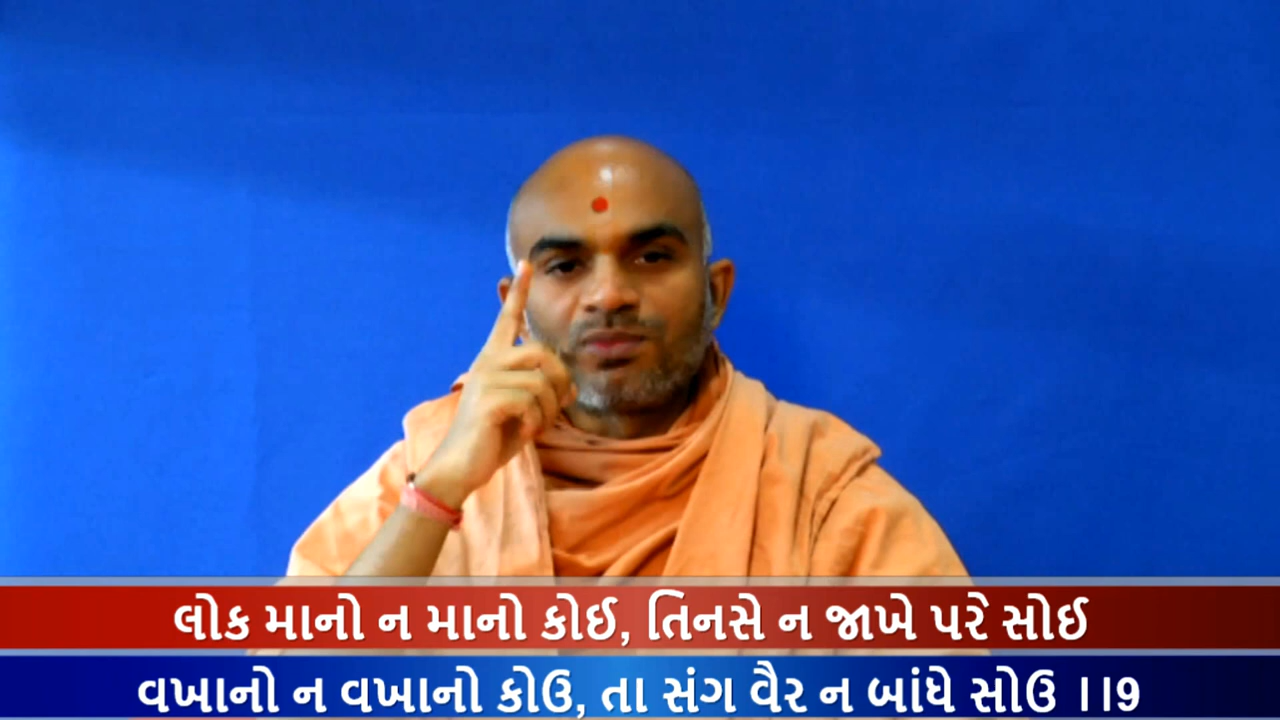 લોક માનો ન માનો કોઈ, તિનસે ન જાખે પરે સોઈ
વખાનો ન વખાનો કોઉ, તા સંગ વૈર ન બાંધે સોઉ ।।9